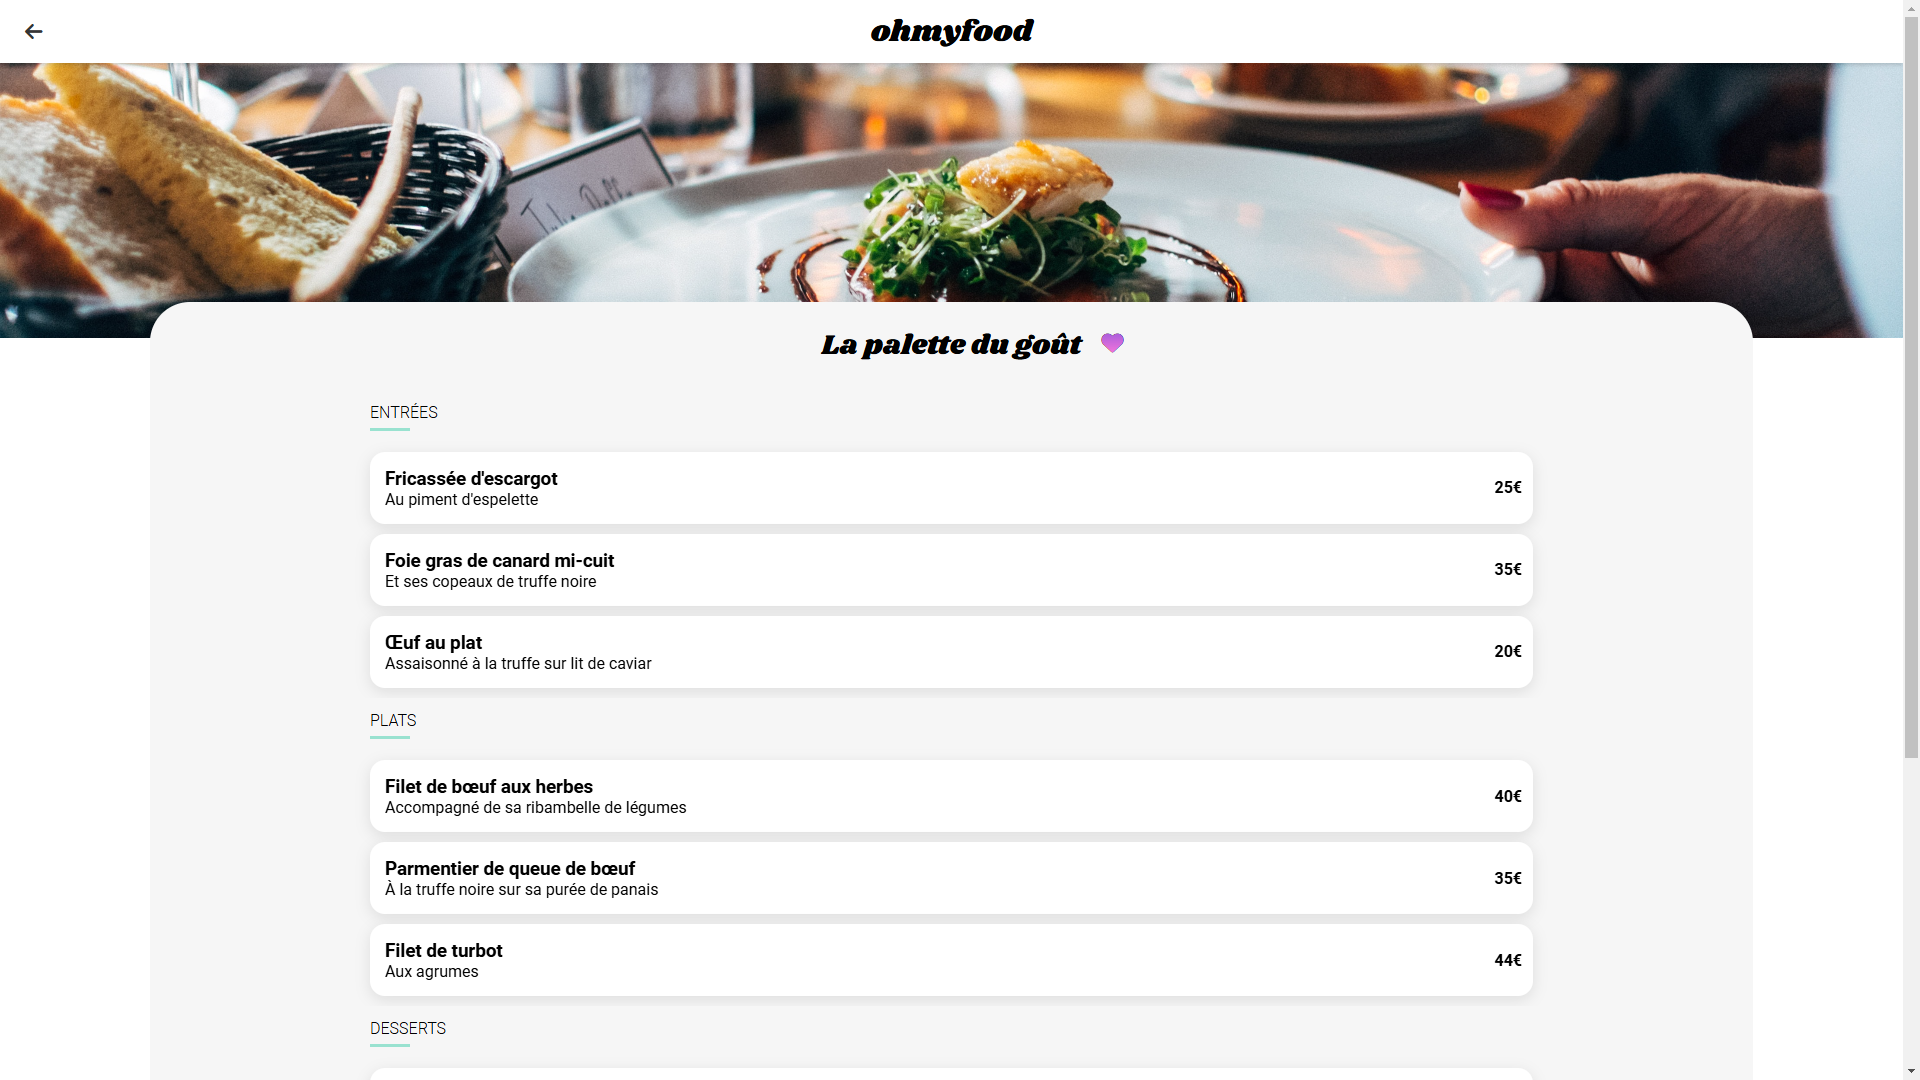 ohmyfood
La palette du goût
ENTRÉES
Fricassée d'escargot
Au piment d'espelette
25€
Foie gras de canard mi-cuit
Et ses copeaux de truffe noire
35€
Œuf au plat
Assaisonné à la truffe sur lit de caviar
20€
PLATS
Filet de bœuf aux herbes
Accompagné de sa ribambelle de légumes
40€
Parmentier de queue de bœuf
À la truffe noire sur sa purée de panais
35€
Filet de turbot
Aux agrumes
44€
DESSERTS